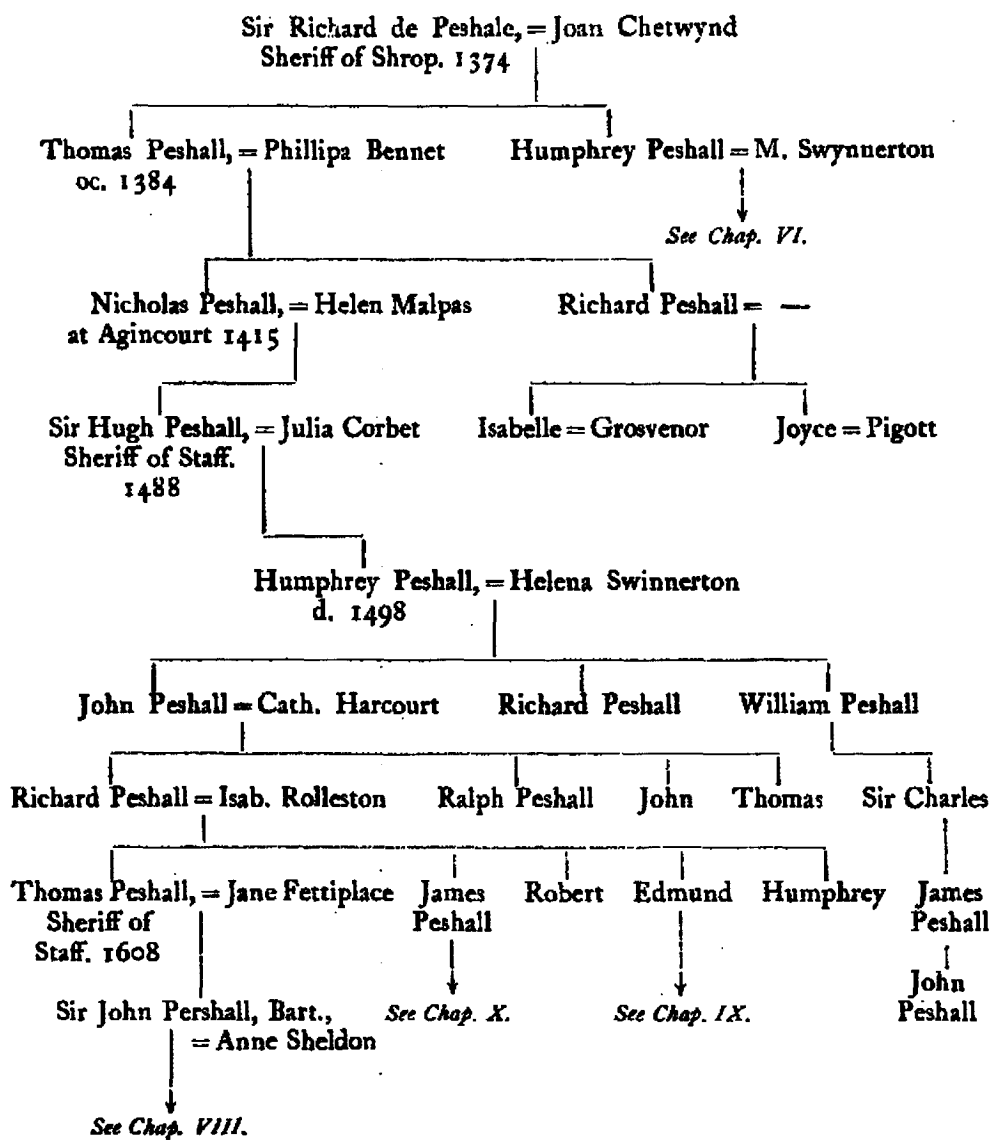 Sir Richard de Peshale, = Joan Chetwynd
Sheriff of Shrop. 1374
Thomas Peshall, = Phillipa Bennet
oc. 1384
Humphrey Peshall = M. Swynnerton
See Chap. VI.
Nicholas Peshall, = Helen Malpas
at Agincourt 1415
Richard Peshall = —
Sir Hugh Peshall, = Julia Corbet
Sheriff of Staff.
1488
Isabelle = Grosvenor
Joyce = Pigott
Humphrey Peshall, = Helena Swinnerton
d. 1498
John Peshall = Cath. Harcourt
Richard Peshall
William Peshall
Richard Peshall = Isab. Rolleston
Ralph Peshall
John
Thomas
Sir Charles
Thomas Peshall, = Jane Fettiplace
Sheriff of
Staff. 1608
James
Peshall
Robert
Edmund
Humphrey
James
Peshall
John
Peshall
Sir John Pershall, Bart.,
= Anne Sheldon
See Chap. X.
See Chap. IX.
See Chap. VIII.